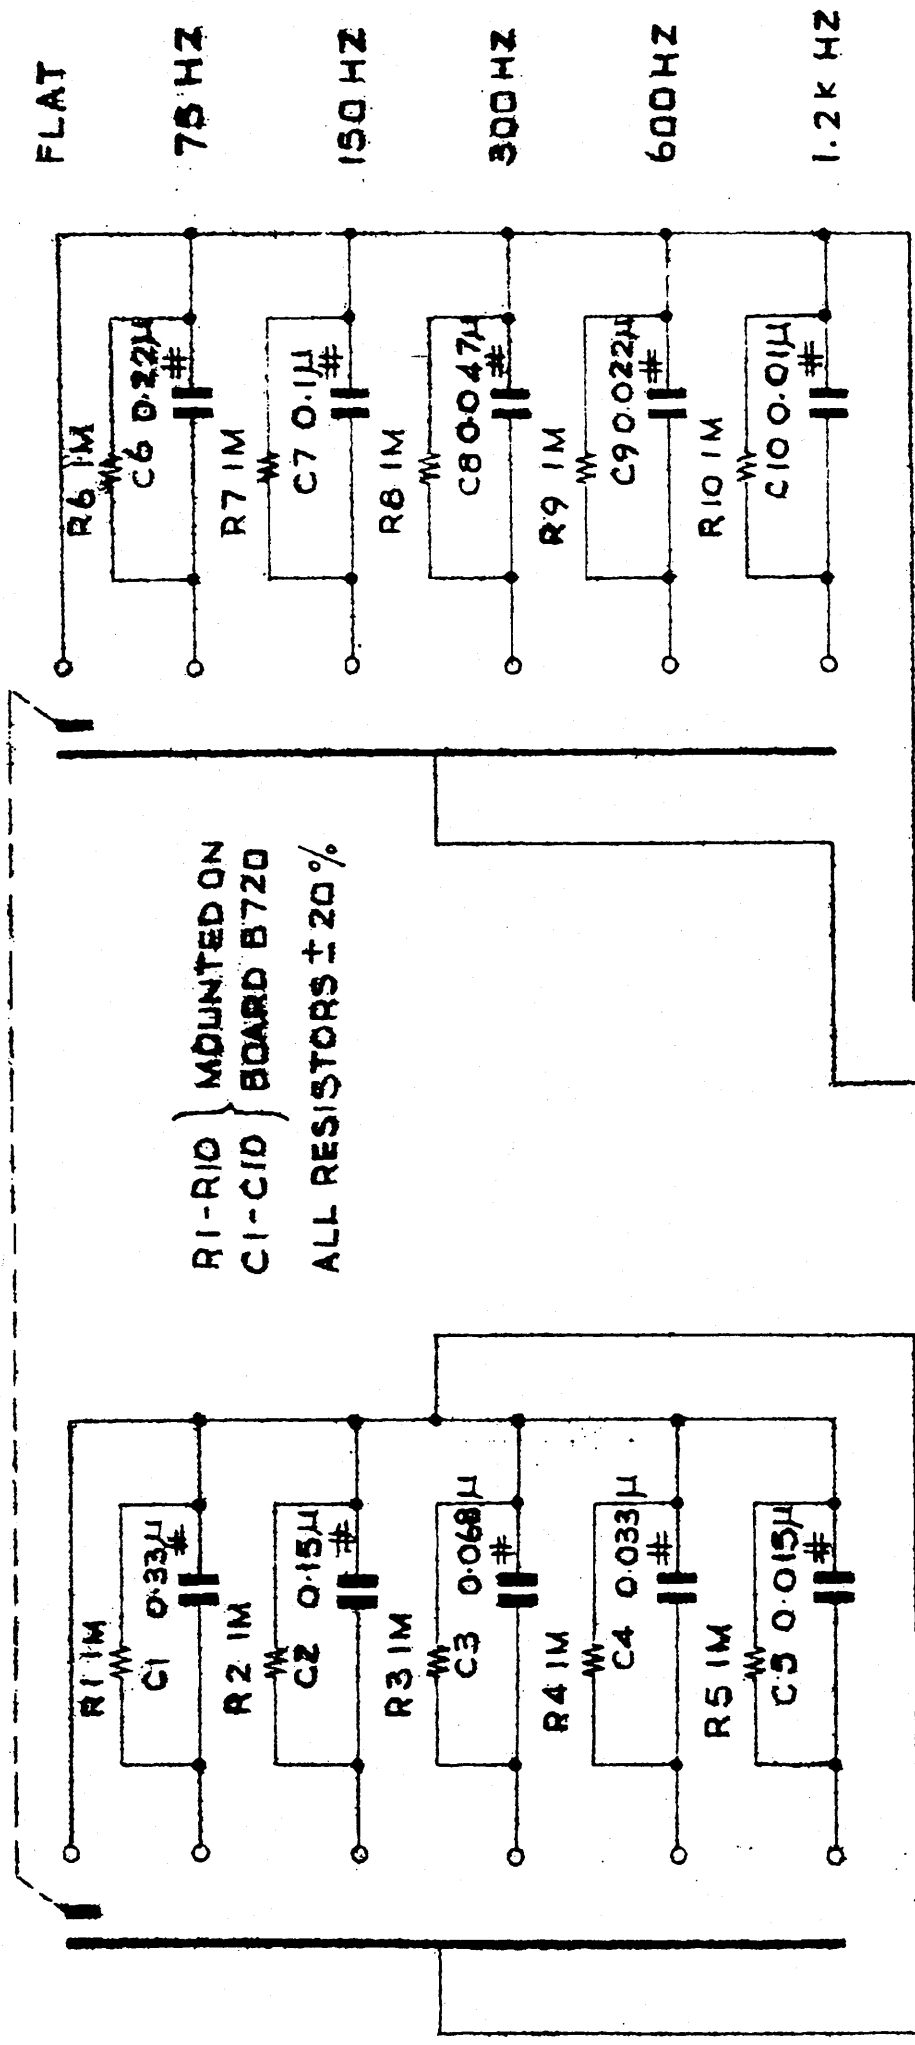 FLAT
75 HZ
150 HZ
300 HZ
600 HZ
1.2K HZ
R6 1M
C6 0.22µ
#
R7 1M
C7 0.1µ
#
R8 1M
C8 0.047µ
#
R9 1M
C9 0.022µ
#
R10 1M
C10 0.01µ
#
R1-R10 } MOUNTED ON
C1-C10 } BOARD B720
ALL RESISTORS ± 20%
R1 1M
C1 0.33µ
#
R2 1M
C2 0.15µ
#
R3 1M
C3 0.068µ
#
R4 1M
C4 0.033µ
#
R5 1M
C5 0.015µ
#